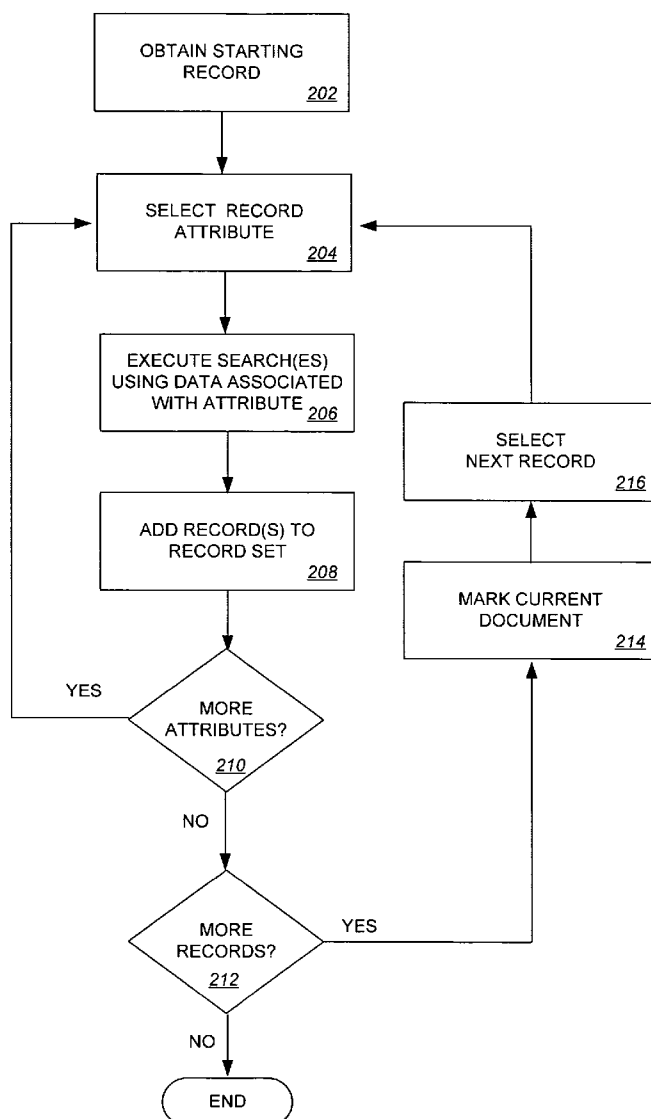 OBTAIN STARTING
RECORD
202
SELECT RECORD
ATTRIBUTE
204
EXECUTE SEARCH(ES)
USING DATA ASSOCIATED
WITH ATTRIBUTE
206
SELECT
NEXT RECORD
216
ADD RECORD(S) TO
RECORD SET
208
MARK CURRENT
DOCUMENT
214
YES
MORE
ATTRIBUTES?
210
NO
YES
MORE
RECORDS?
212
NO
END